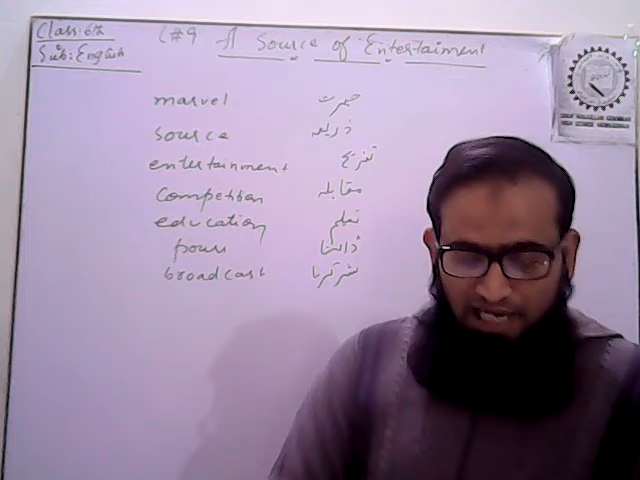 Class: 6th L#9 A Source of Entertaiment
Sub: English
marvel حیرت
source ذریعہ
entertainment تفریح
Competition مقابلہ
education تعلیم
pour ڈالنا
broadcast نشر کرنا